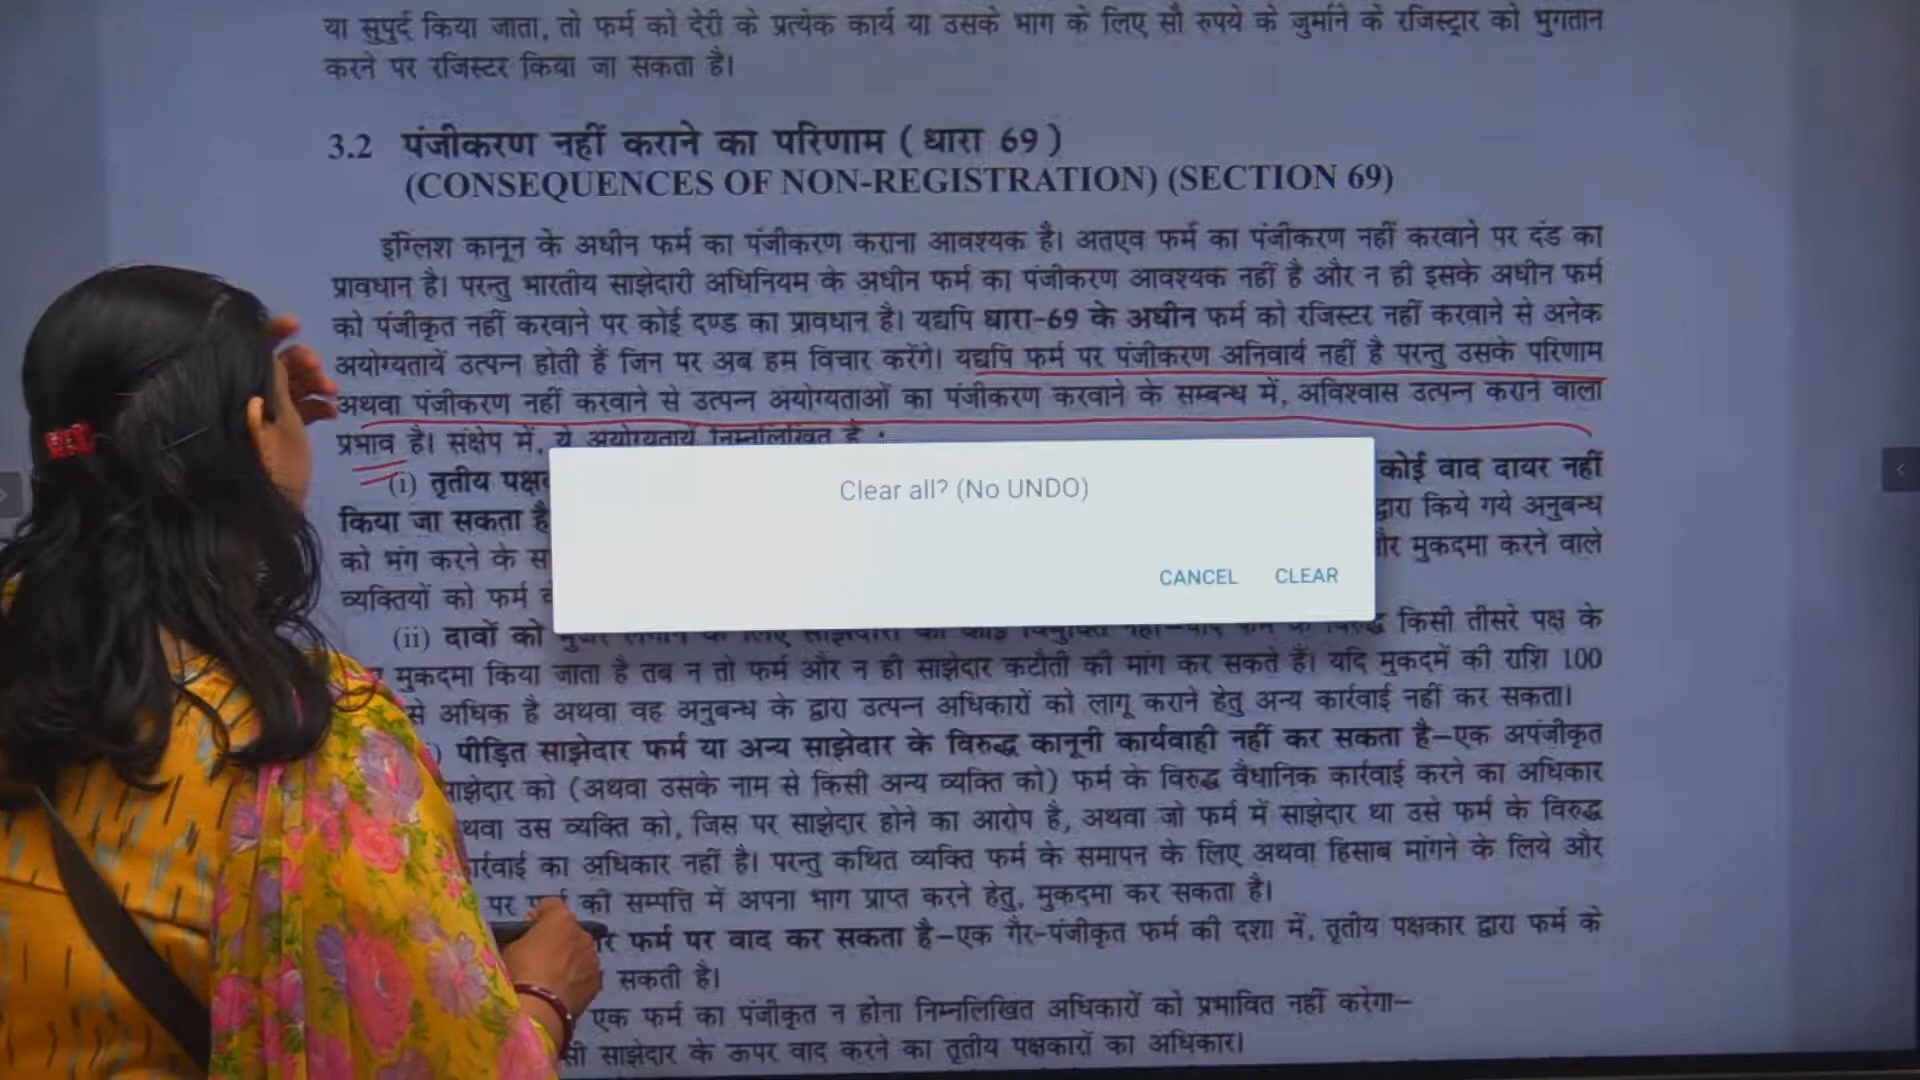 या सुपुर्द किया जाता, तो फर्म को देरी के प्रत्येक कार्य या उसके भाग के लिए सौ रुपये के जुर्माने के रजिस्ट्रार को भुगतान
करने पर रजिस्टर किया जा सकता है।
3.2 पंजीकरण नहीं कराने का परिणाम ( धारा 69 )
(CONSEQUENCES OF NON-REGISTRATION) (SECTION 69)
इंग्लिश कानून के अधीन फर्म का पंजीकरण कराना आवश्यक है। अतएव फर्म का पंजीकरण नहीं करवाने पर दंड का
प्रावधान है। परन्तु भारतीय साझेदारी अधिनियम के अधीन फर्म का पंजीकरण आवश्यक नहीं है और न ही इसके अधीन फर्म
को पंजीकृत नहीं करवाने पर कोई दण्ड का प्रावधान है। यद्यपि धारा-69 के अधीन फर्म को रजिस्टर नहीं करवाने से अनेक
अयोग्यतायें उत्पन्न होती हैं जिन पर अब हम विचार करेंगे। यद्यपि फर्म पर पंजीकरण अनिवार्य नहीं है परन्तु उसके परिणाम
अथवा पंजीकरण नहीं करवाने से उत्पन्न अयोग्यताओं का पंजीकरण करवाने के सम्बन्ध में, अविश्वास उत्पन्न कराने वाला
प्रभाव है। संक्षेप में, ये अयोग्यतायें निम्नलिखित हैं :
(i) तृतीय कोई वाद दायर नहीं
किया जा सकता है द्वारा किये गये अनुबन्ध
को भंग करने के और मुकदमा करने वाले
व्यक्तियों को फर्म
Clear all? (No UNDO)
CANCEL CLEAR
(ii) दावों को किसी तीसरे पक्ष के
मुकदमा किया जाता है तब न तो फर्म और न ही साझेदार कटौती की मांग कर सकते हैं। यदि मुकदमें की राशि 100
से अधिक है अथवा वह अनुबन्ध के द्वारा उत्पन्न अधिकारों को लागू कराने हेतु अन्य कार्रवाई नहीं कर सकता।
) पीड़ित साझेदार फर्म या अन्य साझेदार के विरुद्ध कानूनी कार्यवाही नहीं कर सकता है–एक अपंजीकृत
साझेदार को (अथवा उसके नाम से किसी अन्य व्यक्ति को) फर्म के विरुद्ध वैधानिक कार्रवाई करने का अधिकार
उस व्यक्ति को, जिस पर साझेदार होने का आरोप है, अथवा जो फर्म में साझेदार था उसे फर्म के विरुद्ध
का अधिकार नहीं है। परन्तु कथित व्यक्ति फर्म के समापन के लिए अथवा हिसाब मांगने के लिये और
पर की सम्पत्ति में अपना भाग प्राप्त करने हेतु, मुकदमा कर सकता है।
फर्म पर वाद कर सकता है–एक गैर-पंजीकृत फर्म की दशा में, तृतीय पक्षकार द्वारा फर्म के
सकती है।
एक फर्म का पंजीकृत न होना निम्नलिखित अधिकारों को प्रभावित नहीं करेगा–
साझेदार के ऊपर वाद करने का तृतीय पक्षकारों का अधिकार।